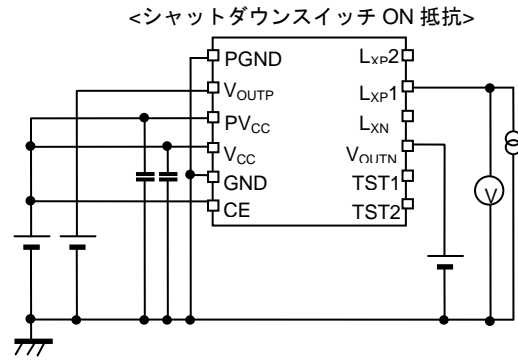 <シャットダウンスイッチ ON 抵抗>
PGND
VOUTP
PVCC
VCC
GND
CE
LXP2
LXP1
LXN
VOUTN
TST1
TST2
V